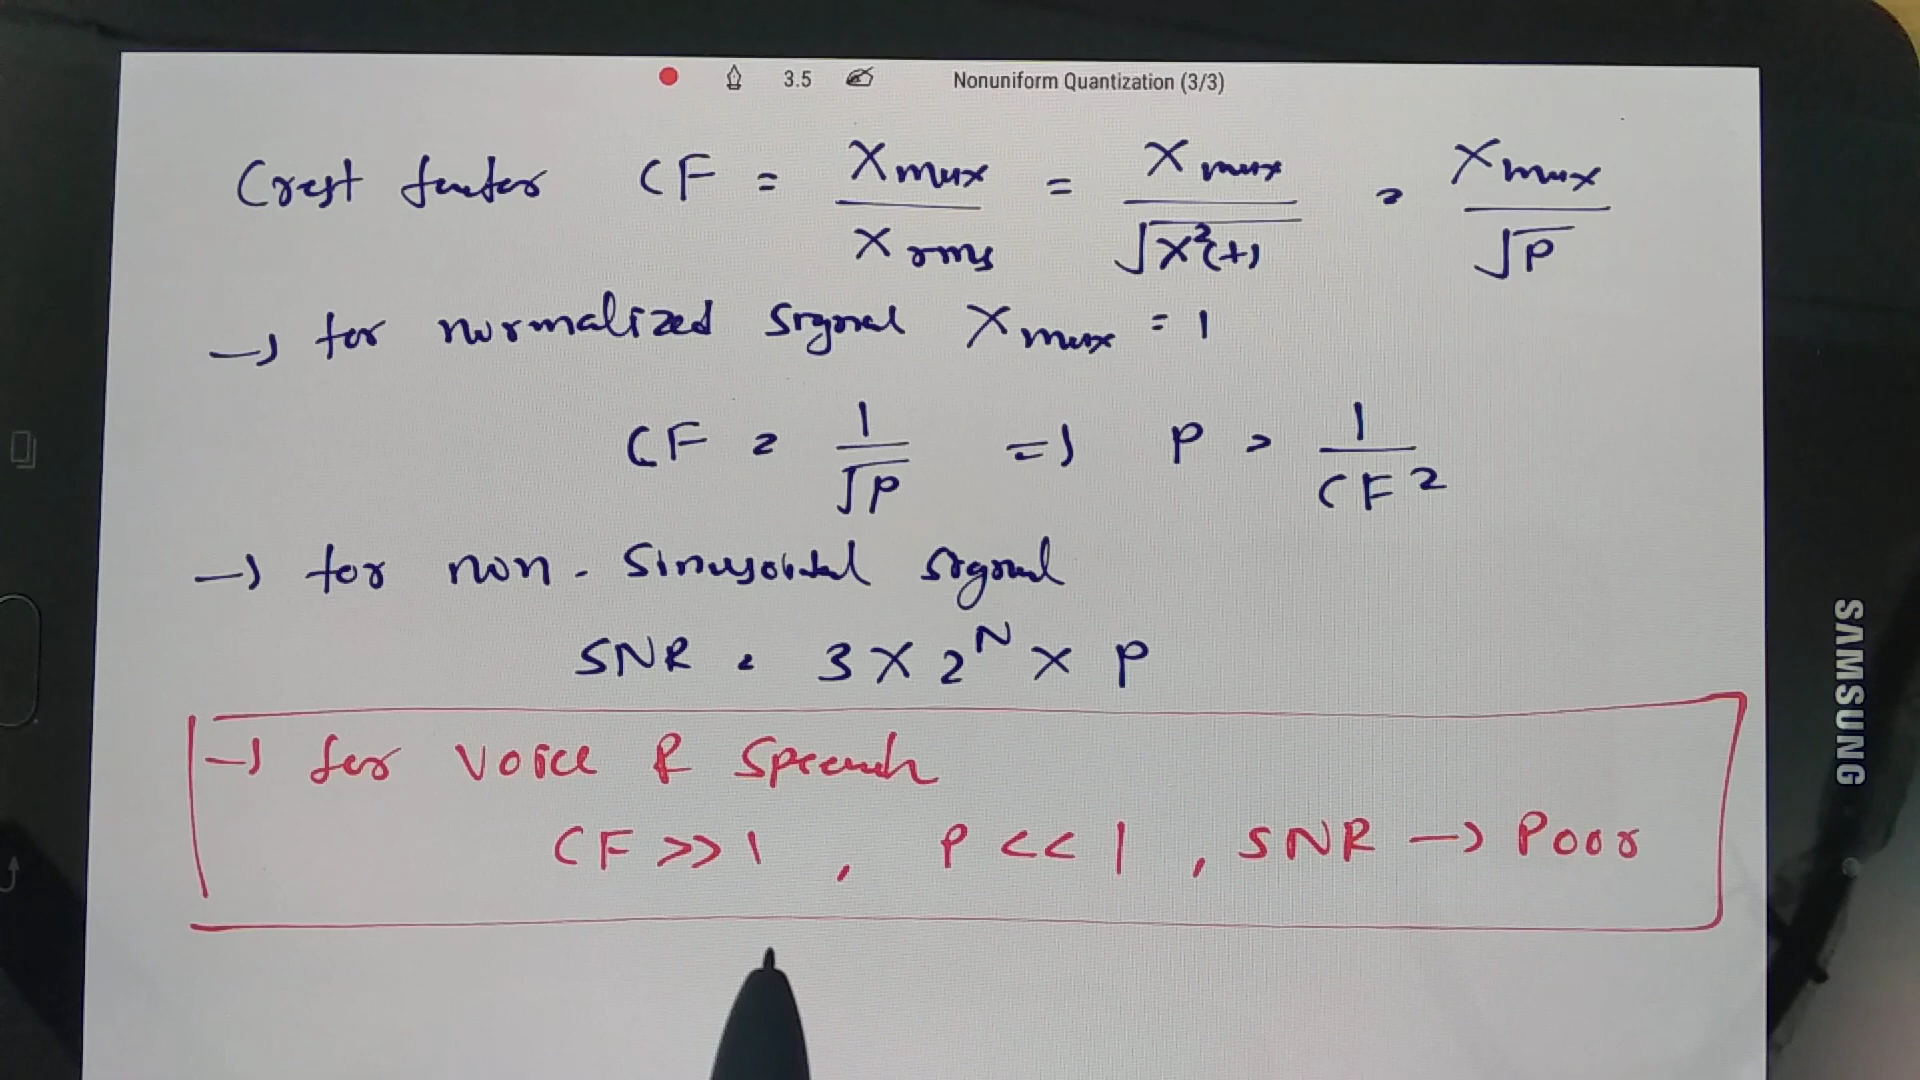 3.5 Nonuniform Quantization (3/3)
Crest factor CF = Xmax / Xrms = Xmax / √X²(t) = Xmax / √P
→ for normalized signal Xmax = 1
CF = 1 / √P => P = 1 / CF²
→ for non-sinusoidal signal
SNR = 3 × 2^N × P
→ for voice & speech
CF >> 1 , P << 1 , SNR → Poor
SAMSUNG